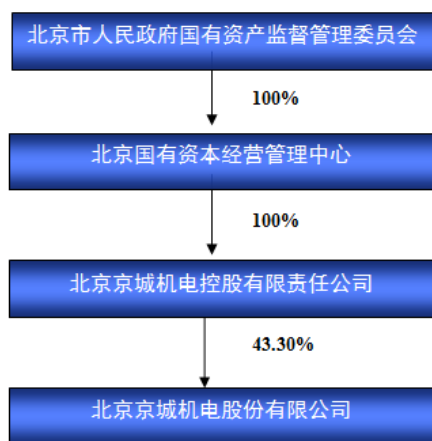 北京市人民政府国有资产监督管理委员会
100%
北京国有资本经营管理中心
100%
北京京城机电控股有限责任公司
43.30%
北京京城机电股份有限公司